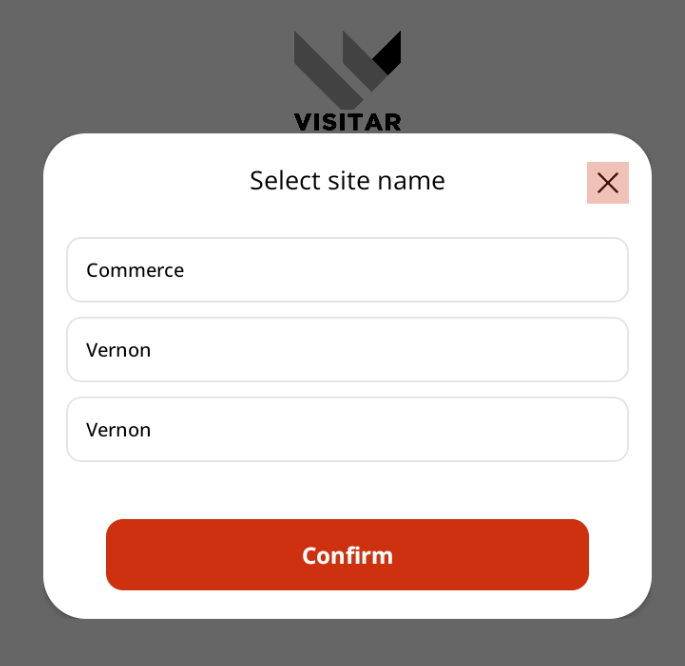 VISITAR
Select site name
Commerce
Vernon
Vernon
Confirm